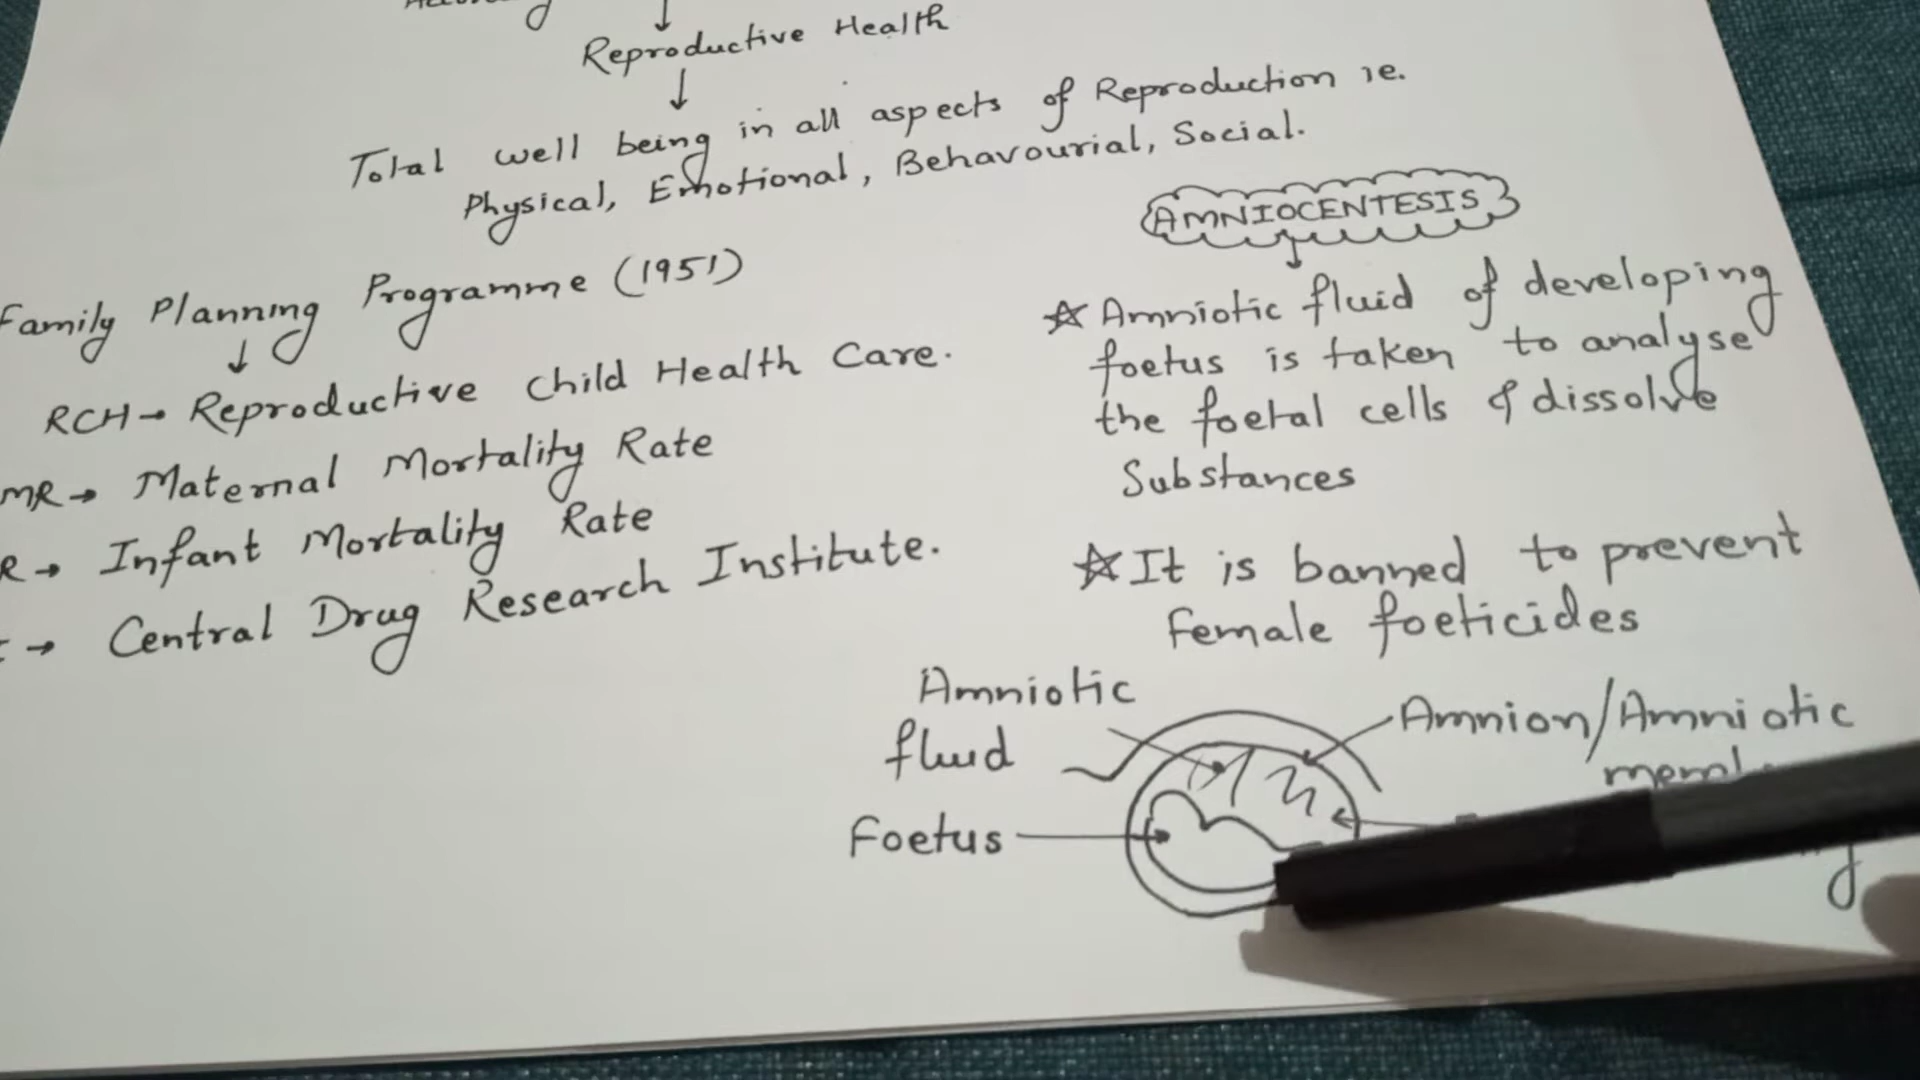 Reproductive Health
↓
Total well being in all aspects of Reproduction ie.
Physical, Emotional, Behavourial, Social.
Family Planning Programme (1951)
↓
RCH→ Reproductive Child Health Care.
MR→ Maternal Mortality Rate
R→ Infant Mortality Rate
→ Central Drug Research Institute.
AMNIOCENTESIS
☆ Amniotic fluid of developing
foetus is taken to analyse
the foetal cells & dissolve
Substances
☆ It is banned to prevent
female foeticides
Amniotic
fluid
Foetus
Amnion/Amniotic